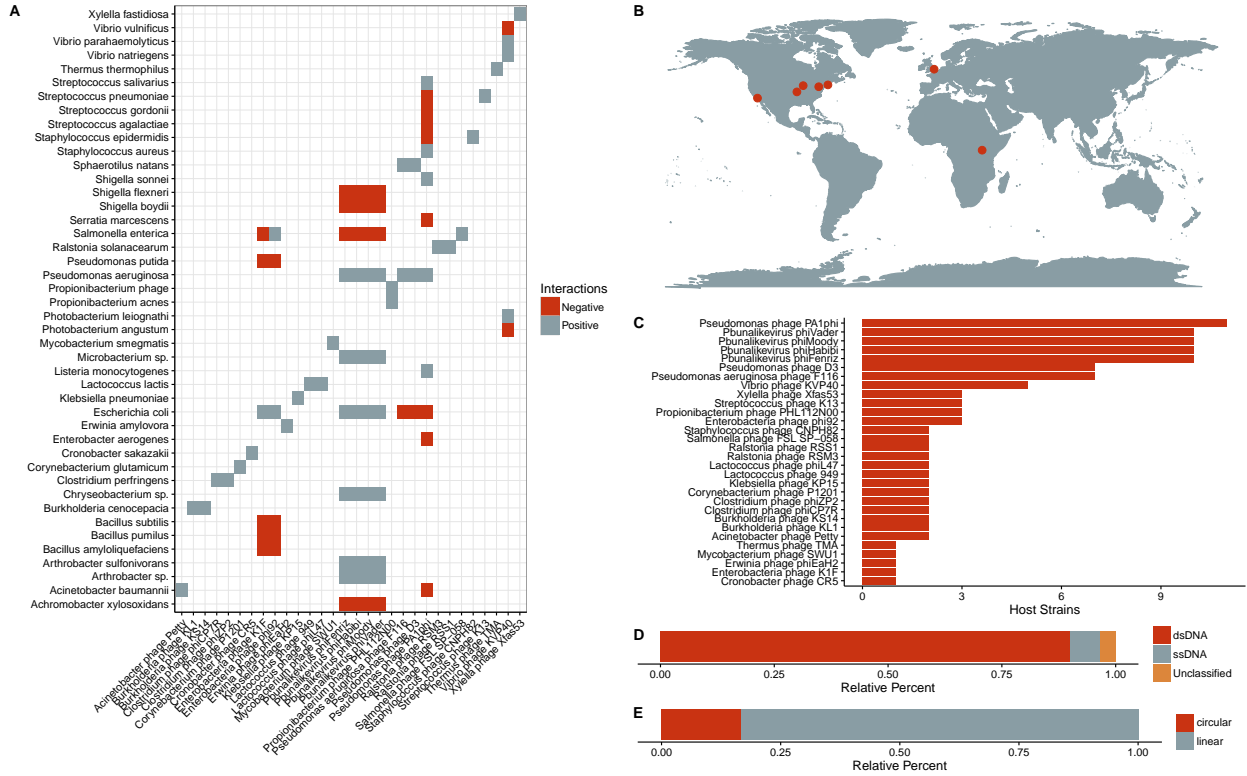 A
Xylella fastidiosa
Vibrio vulnificus
Vibrio parahaemolyticus
Vibrio natriegens
Thermus thermophilus
Streptococcus salivarius
Streptococcus pneumoniae
Streptococcus gordonii
Streptococcus agalactiae
Staphylococcus epidermidis
Staphylococcus aureus
Sphaerotilus natans
Shigella sonnei
Shigella flexneri
Shigella boydii
Serratia marcescens
Salmonella enterica
Ralstonia solanacearum
Pseudomonas putida
Pseudomonas aeruginosa
Propionibacterium phage
Propionibacterium acnes
Photobacterium leiognathi
Photobacterium angustum
Mycobacterium smegmatis
Microbacterium sp.
Listeria monocytogenes
Lactococcus lactis
Klebsiella pneumoniae
Escherichia coli
Erwinia amylovora
Enterobacter aerogenes
Cronobacter sakazakii
Corynebacterium glutamicum
Clostridium perfringens
Chryseobacterium sp.
Burkholderia cenocepacia
Bacillus subtilis
Bacillus pumilus
Bacillus amyloliquefaciens
Arthrobacter sulfonivorans
Arthrobacter sp.
Acinetobacter baumannii
Achromobacter xylosoxidans
Acinetobacter phage Petty
Xylella phage Xfas53
Interactions
Negative
Positive
B
C
Pseudomonas phage PA1phi
Pbunalikevirus phiVader
Pbunalikevirus phiMoody
Pbunalikevirus phiHabibi
Pbunalikevirus phiFenriz
Pseudomonas phage D3
Pseudomonas aeruginosa phage F116
Vibrio phage KVP40
Xylella phage Xfas53
Streptococcus phage K13
Propionibacterium phage PHL112N00
Enterobacteria phage phi92
Staphylococcus phage CNPH82
Salmonella phage FSL SP−058
Ralstonia phage RSS1
Ralstonia phage RSM3
Lactococcus phage phiL47
Lactococcus phage 949
Klebsiella phage KP15
Corynebacterium phage P1201
Clostridium phage phiZP2
Clostridium phage phiCP7R
Burkholderia phage KS14
Burkholderia phage KL1
Acinetobacter phage Petty
Thermus phage TMA
Mycobacterium phage SWU1
Erwinia phage phiEaH2
Enterobacteria phage K1F
Cronobacter phage CR5
0 3 6 9
Host Strains
D
0.00 0.25 0.50 0.75 1.00
Relative Percent
dsDNA
ssDNA
Unclassified
E
0.00 0.25 0.50 0.75 1.00
Relative Percent
circular
linear